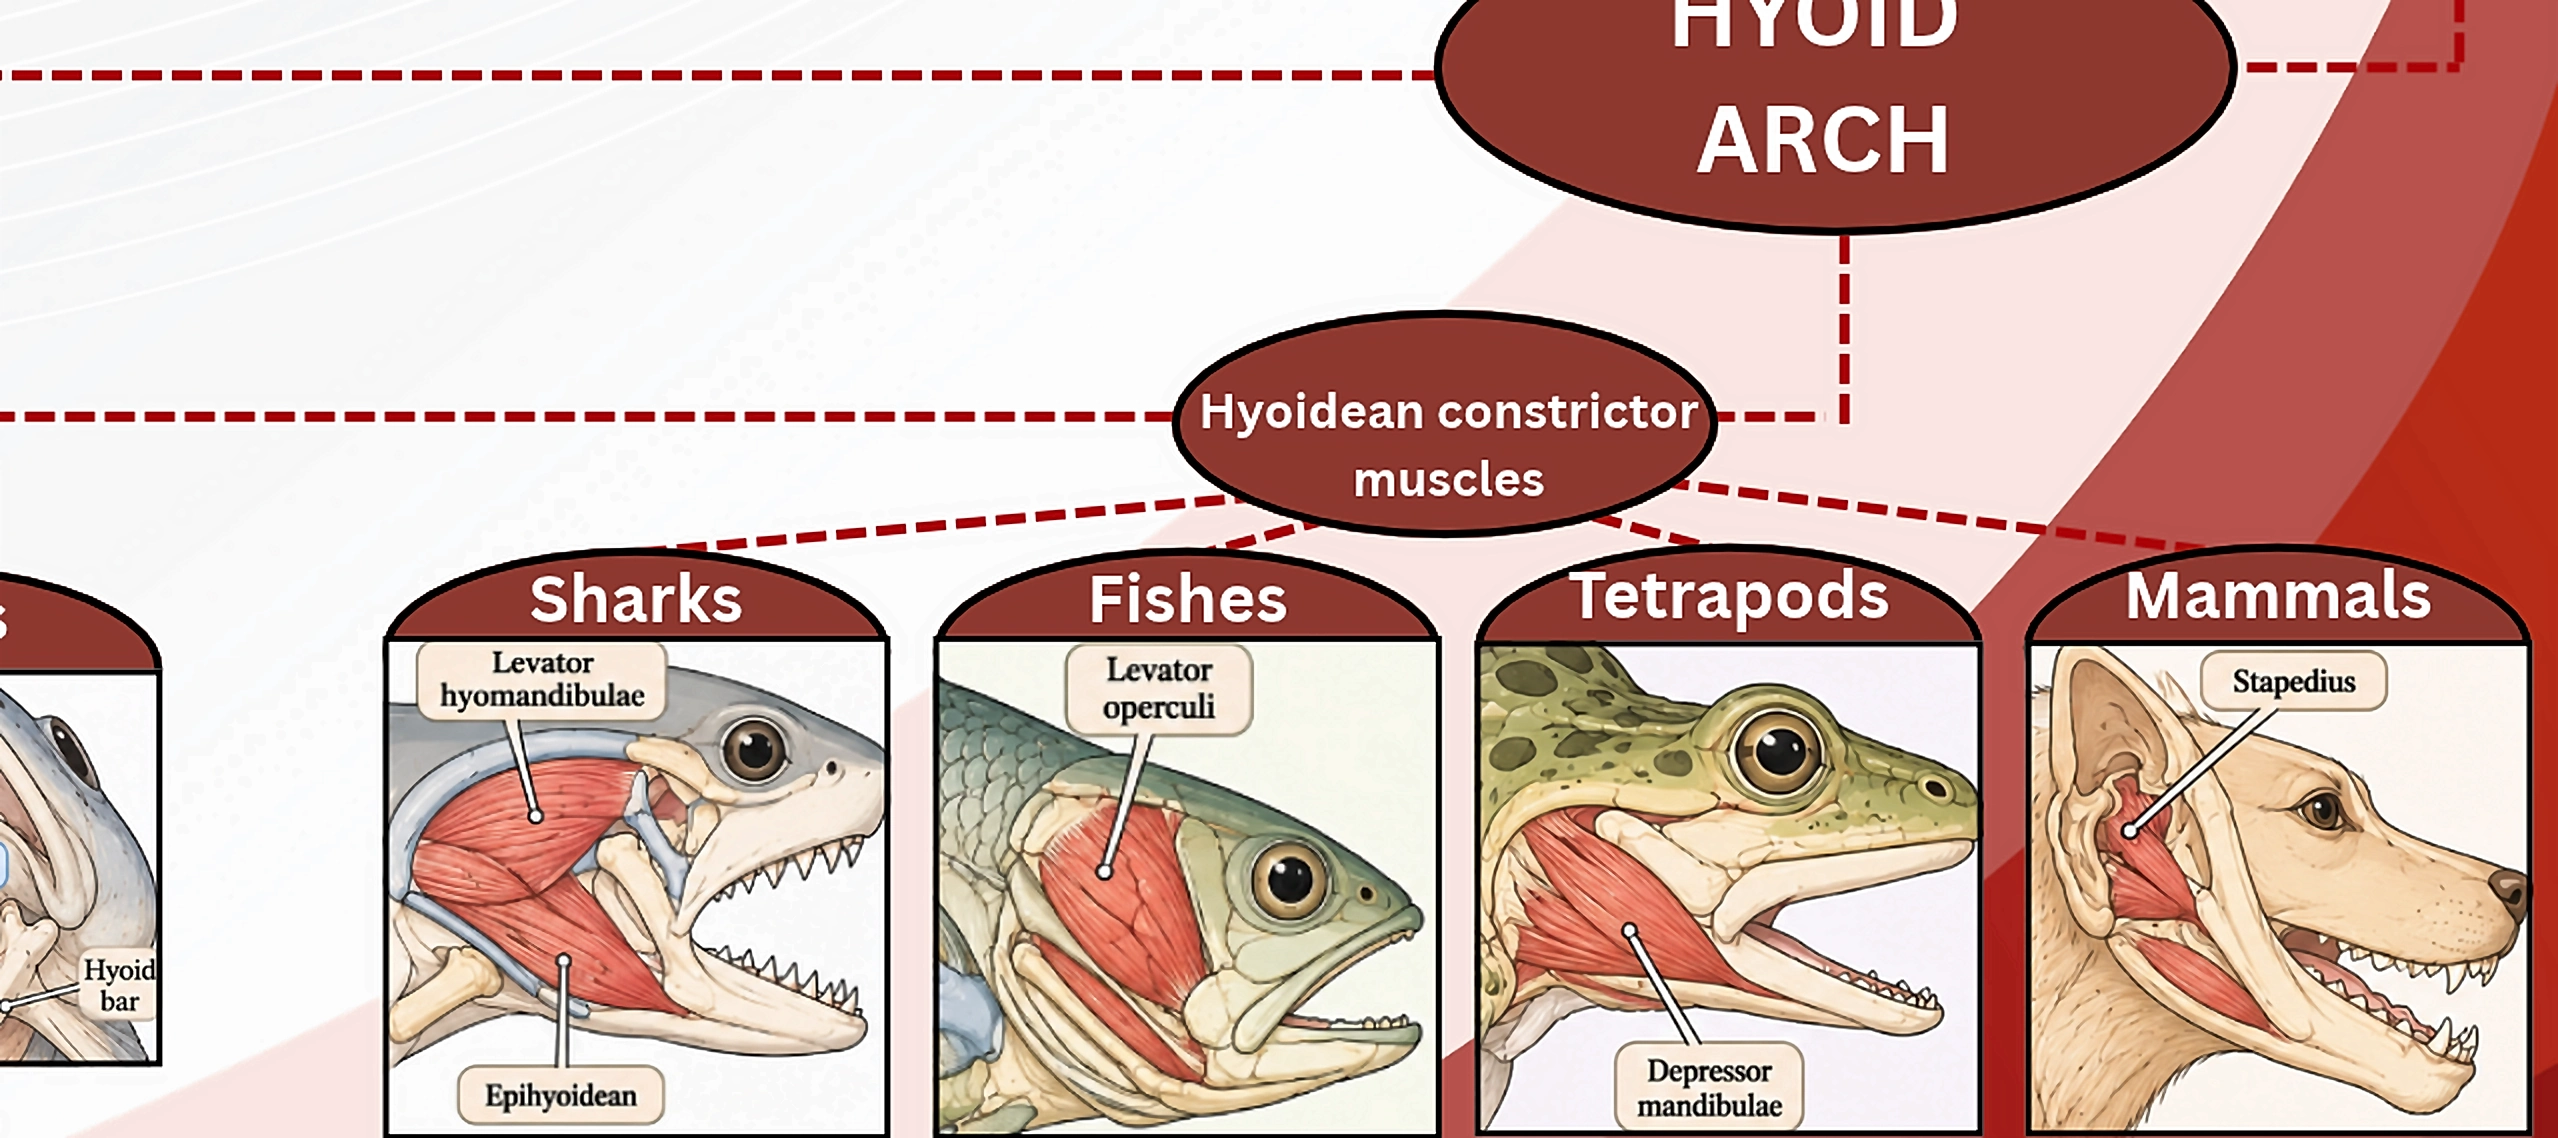 HYOID
ARCH
Hyoidean constrictor
muscles
s
Sharks
Fishes
Tetrapods
Mammals
Levator
hyomandibulae
Epihyoidean
Levator
operculi
Depressor
mandibulae
Stapedius
Hyoid
bar